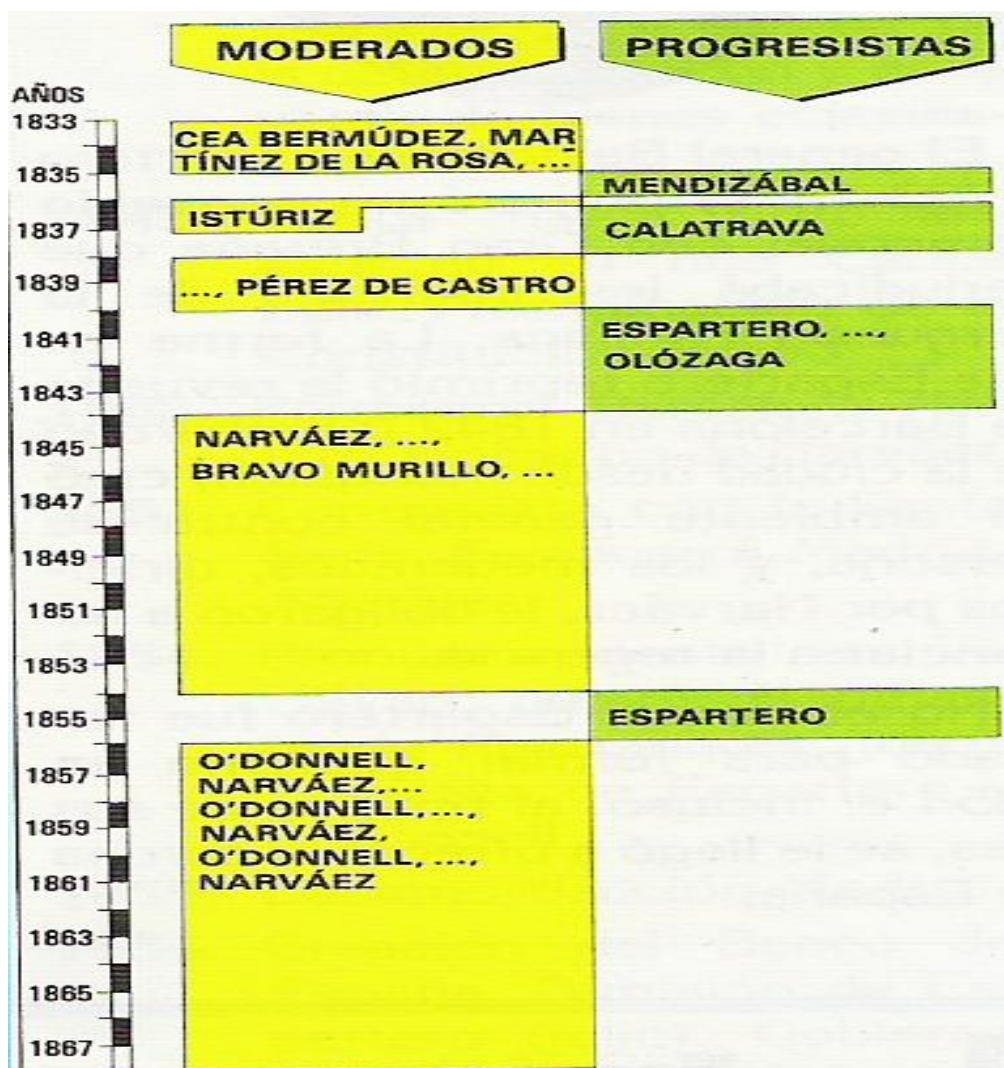 MODERADOS
PROGRESISTAS
AÑOS
1833
1835
1837
1839
1841
1843
1845
1847
1849
1851
1853
1855
1857
1859
1861
1863
1865
1867
CEA BERMÚDEZ, MAR
TÍNEZ DE LA ROSA, ...
MENDIZÁBAL
ISTÚRIZ
CALATRAVA
..., PÉREZ DE CASTRO
ESPARTERO, ...,
OLÓZAGA
NARVÁEZ, ...,
BRAVO MURILLO, ...
ESPARTERO
O'DONNELL,
NARVÁEZ,...
O'DONNELL,...,
NARVÁEZ,
O'DONNELL, ...,
NARVÁEZ